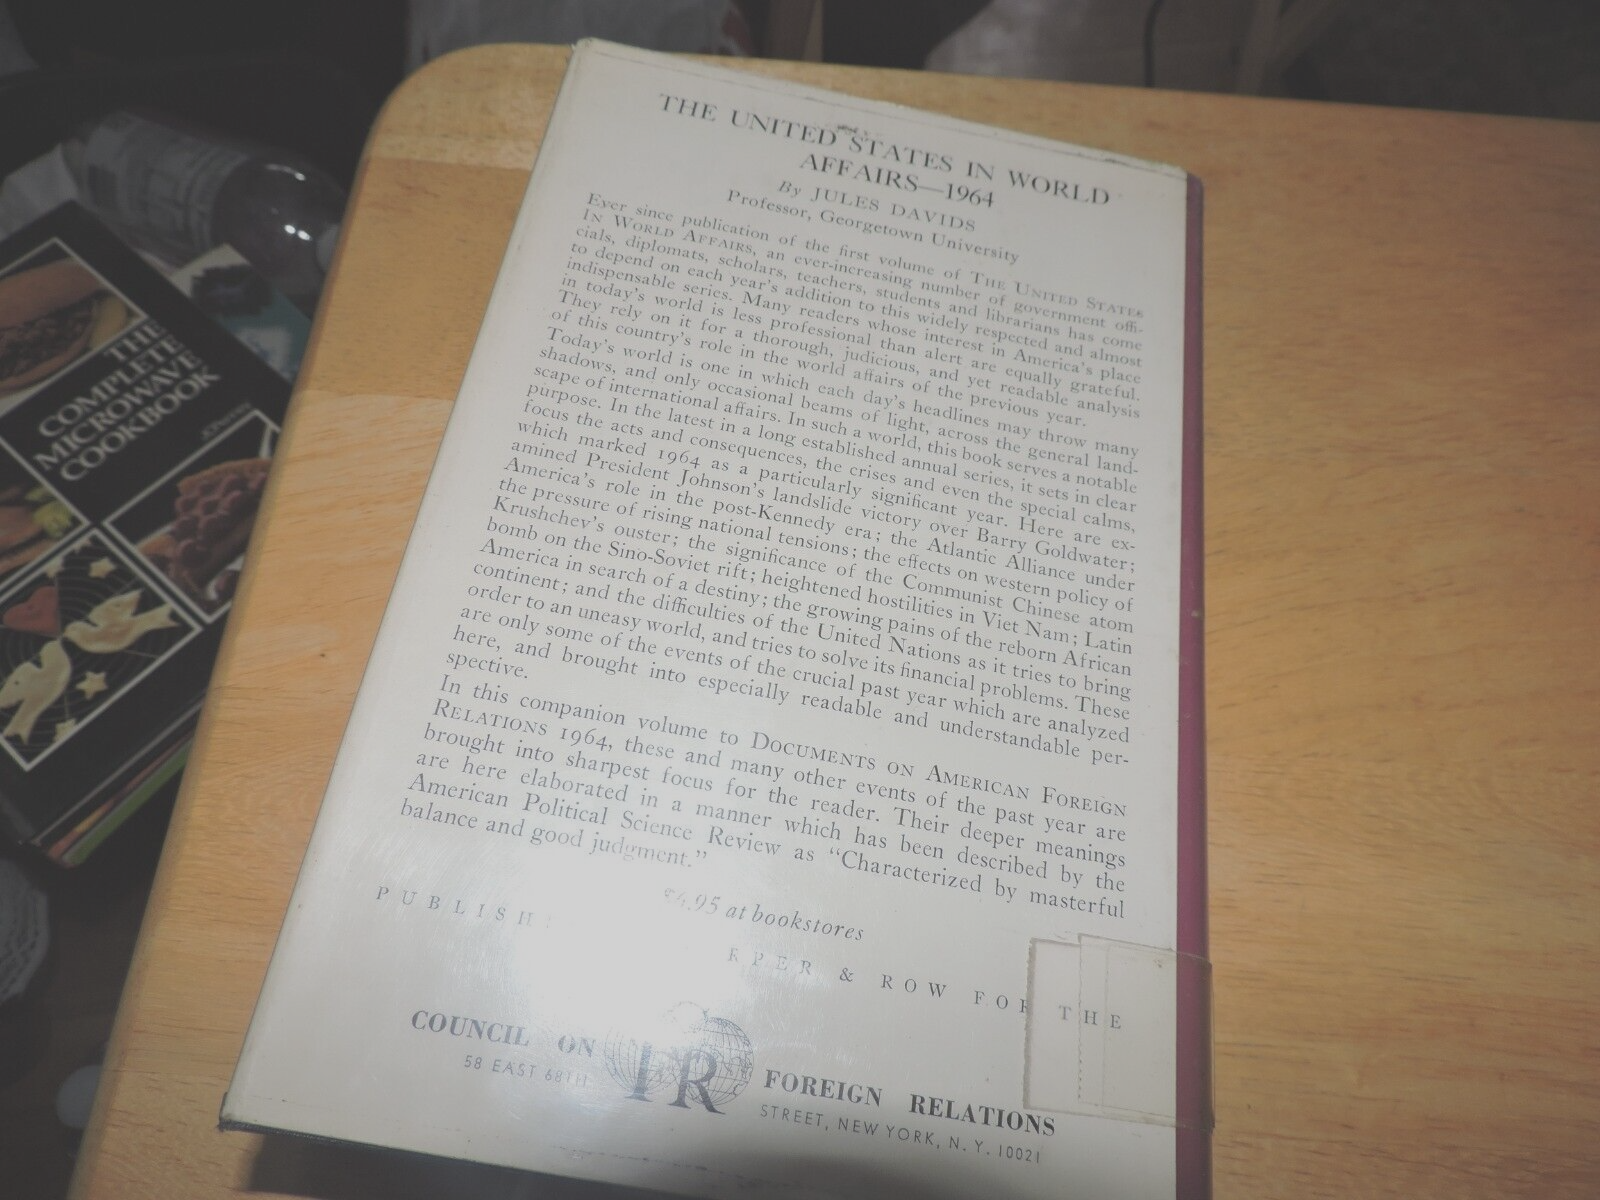 THE UNITED STATES IN WORLD
AFFAIRS—1964
By JULES DAVIDS
Professor, Georgetown University
Ever since publication of the first volume of THE UNITED STATES
IN WORLD AFFAIRS, an ever-increasing number of government offi-
cials, diplomats, scholars, teachers, students and librarians has come
to depend on each year's addition to this widely respected and almost
indispensable series. Many readers whose interest in America's place
in today's world is less professional than alert are equally grateful.
They rely on it for a thorough, judicious, and yet readable analysis
of this country's role in the world affairs of the previous year.
Today's world is one in which each day's headlines may throw many
shadows, and only occasional beams of light, across the general land-
scape of international affairs. In such a world, this book serves a notable
purpose. In the latest in a long established annual series, it sets in clear
focus the acts and consequences, the crises and even the special calms,
which marked 1964 as a particularly significant year. Here are ex-
amined President Johnson's landslide victory over Barry Goldwater;
America's role in the post-Kennedy era; the Atlantic Alliance under
the pressure of rising national tensions; the effects on western policy of
Krushchev's ouster; the significance of the Communist Chinese atom
bomb on the Sino-Soviet rift; heightened hostilities in Viet Nam; Latin
America in search of a destiny; the growing pains of the reborn African
continent; and the difficulties of the United Nations as it tries to bring
order to an uneasy world, and tries to solve its financial problems. These
are only some of the events of the crucial past year which are analyzed
here, and brought into especially readable and understandable per-
spective.
In this companion volume to DOCUMENTS ON AMERICAN FOREIGN
RELATIONS 1964, these and many other events of the past year are
brought into sharpest focus for the reader. Their deeper meanings
are here elaborated in a manner which has been described by the
American Political Science Review as "Characterized by masterful
balance and good judgment."
$4.95 at bookstores
PUBLISH RPER & ROW FOR THE
COUNCIL ON FR FOREIGN RELATIONS
58 EAST 68TH STREET, NEW YORK, N. Y. 10021
THE
COMPLETE
MICROWAVE
COOKBOOK